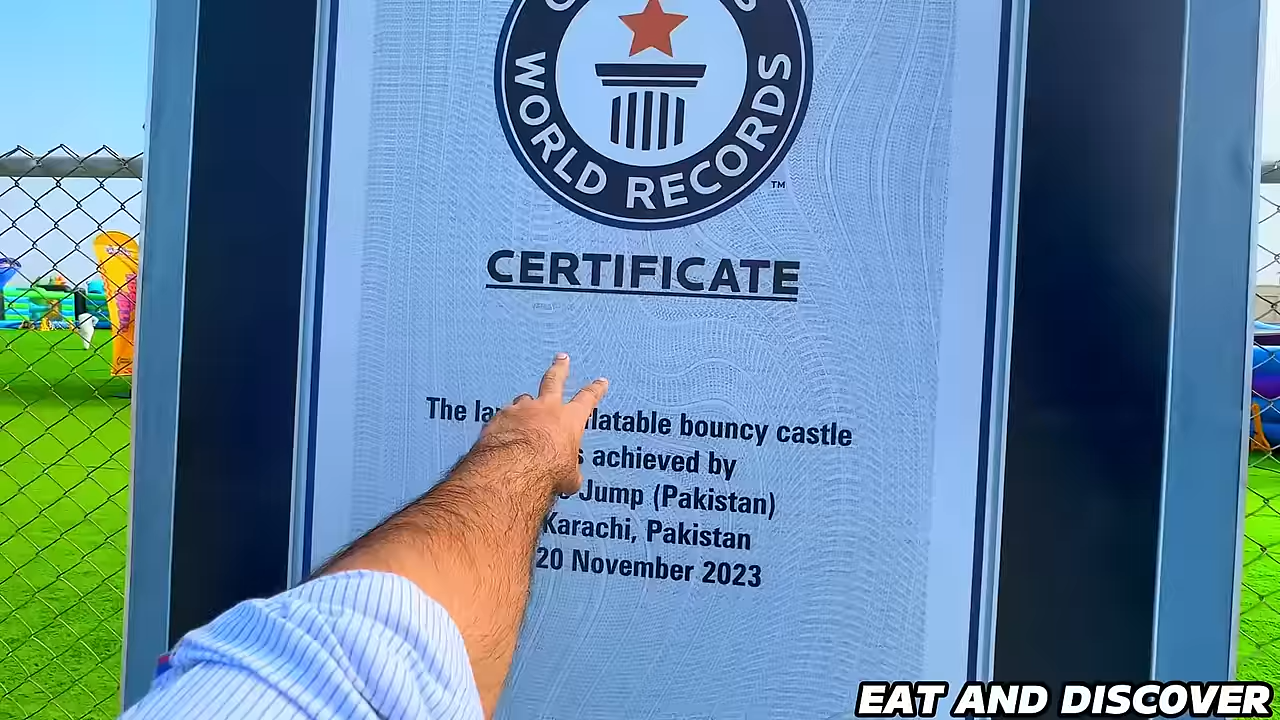 WORLD RECORDS
TM
CERTIFICATE
The latable bouncy castle
achieved by
Jump (Pakistan)
Karachi, Pakistan
20 November 2023
EAT AND DISCOVER